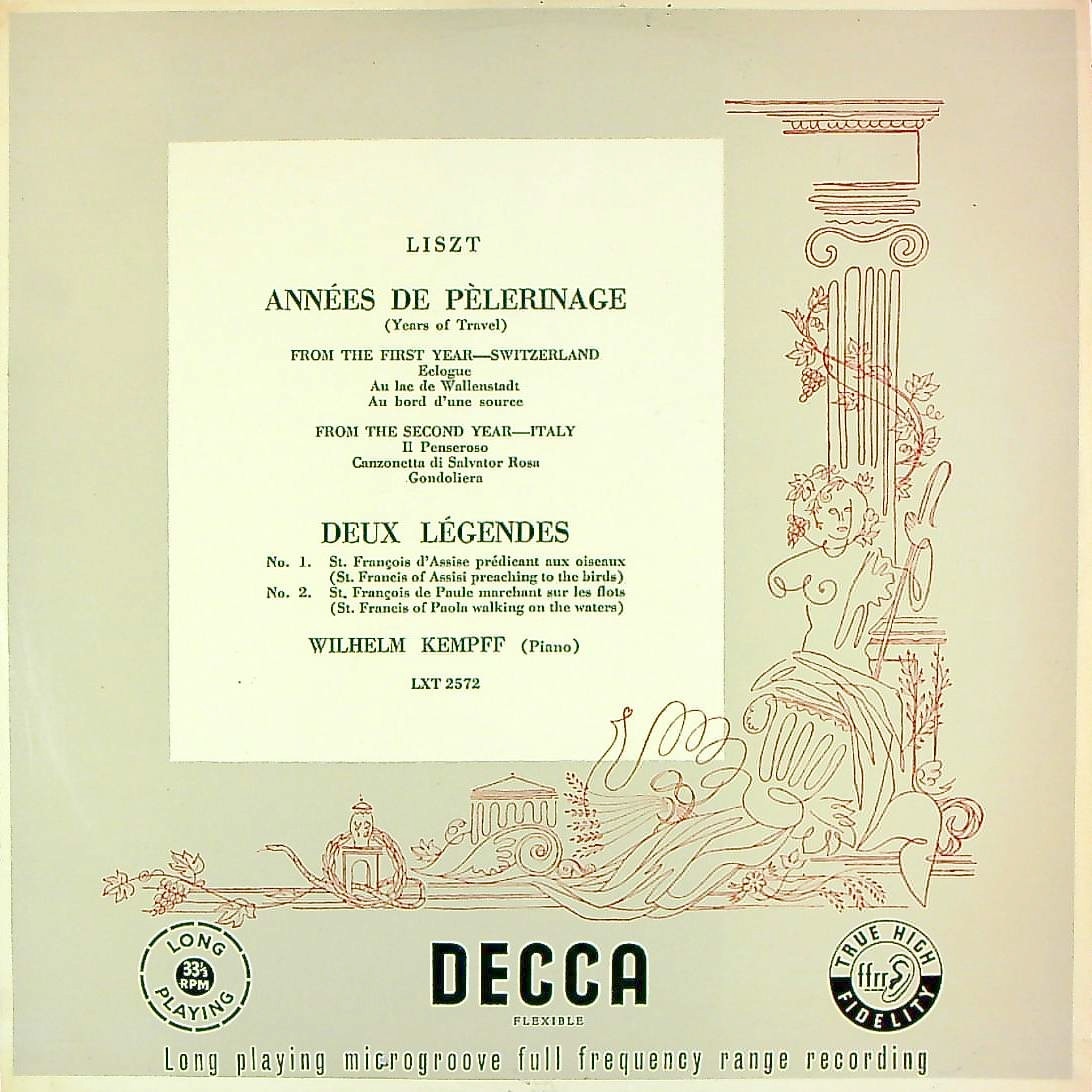 LISZT
ANNÉES DE PÈLERINAGE
(Years of Travel)
FROM THE FIRST YEAR—SWITZERLAND
Eclogue
Au lac de Wallenstadt
Au bord d'une source
FROM THE SECOND YEAR—ITALY
Il Penseroso
Canzonetta di Salvator Rosa
Gondoliera
DEUX LÉGENDES
No. 1. St. François d'Assise prédicant aux oiseaux
(St. Francis of Assisi preaching to the birds)
No. 2. St. François de Paule marchant sur les flots
(St. Francis of Paola walking on the waters)
WILHELM KEMPFF (Piano)
LXT 2572
LONG
33⅓
RPM
PLAYING
DECCA
FLEXIBLE
TRUE HIGH
ffrr
FIDELITY
Long playing microgroove full frequency range recording